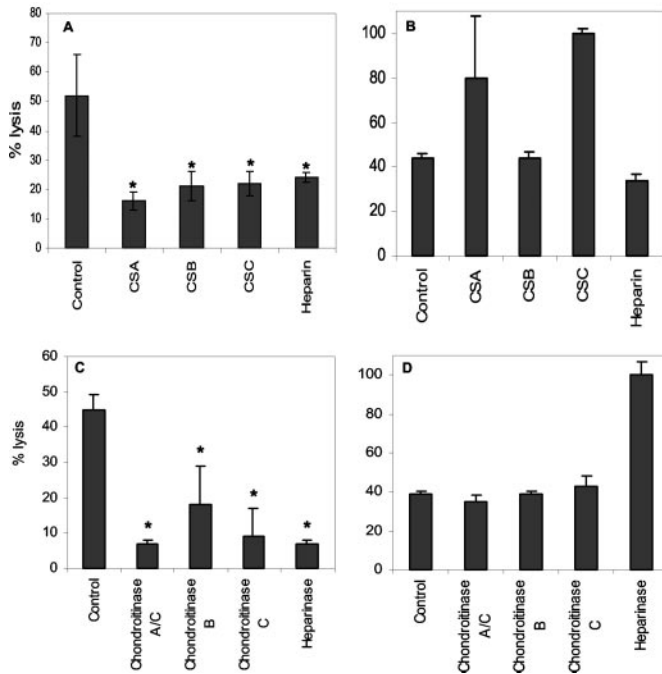 A
% lysis
80
70
60
50
40
30
20
10
0
*
*
*
*
Control
CSA
CSB
CSC
Heparin
B
100
80
60
40
20
0
Control
CSA
CSB
CSC
Heparin
C
% lysis
60
50
40
30
20
10
0
*
*
*
*
Control
Chondroitinase
A/C
Chondroitinase
B
Chondroitinase
C
Heparinase
D
100
80
60
40
20
0
Control
Chondroitinase
A/C
Chondroitinase
B
Chondroitinase
C
Heparinase